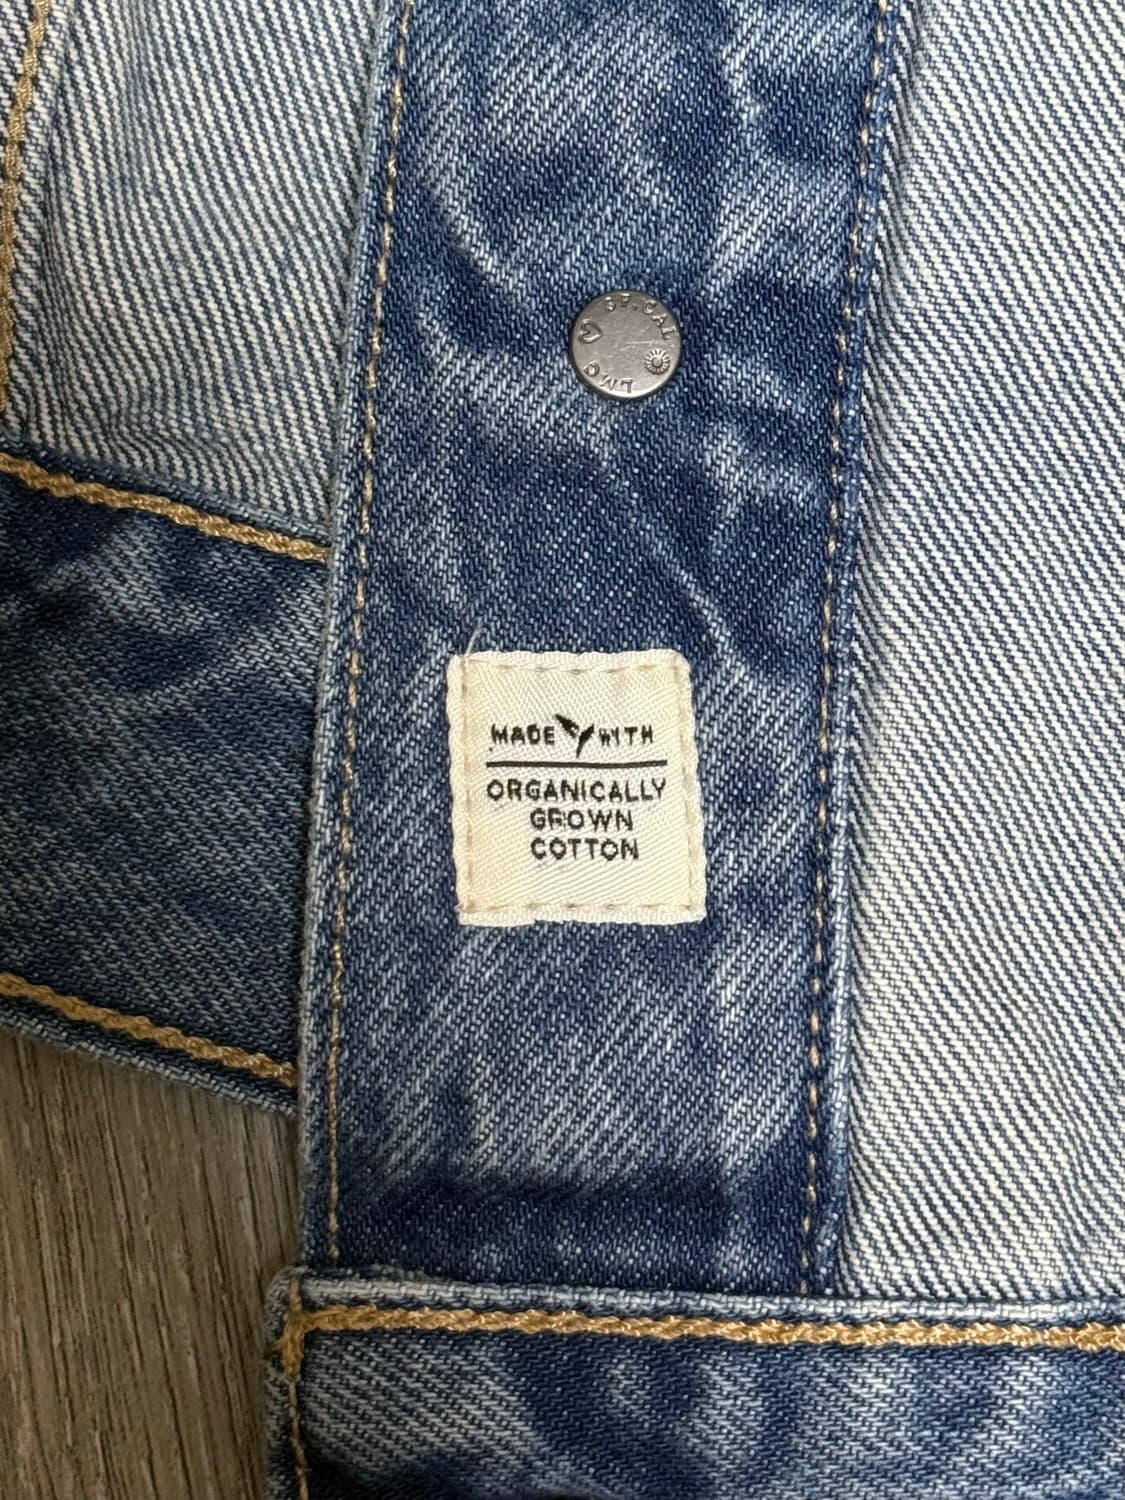 SF. CAL
LMC
MADE WITH
ORGANICALLY
GROWN
COTTON